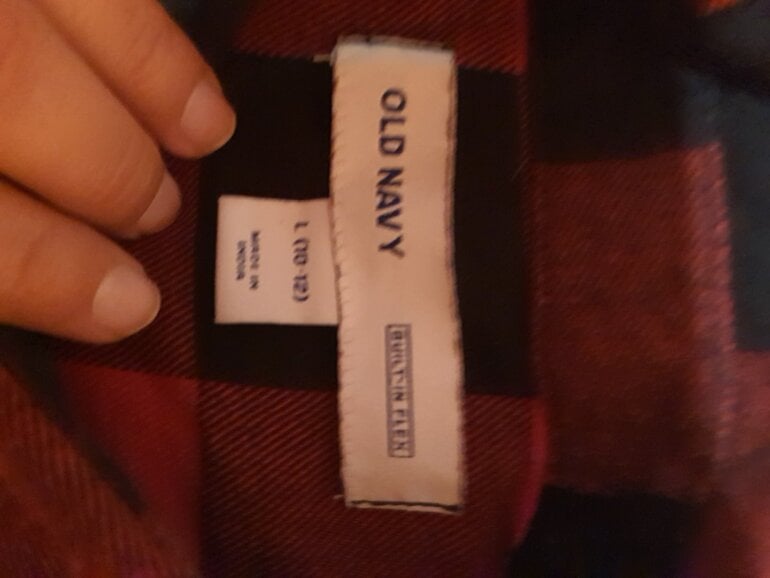 OLD NAVY
BUILT-IN FLEX
L (10-12)
MADE IN
INDIA